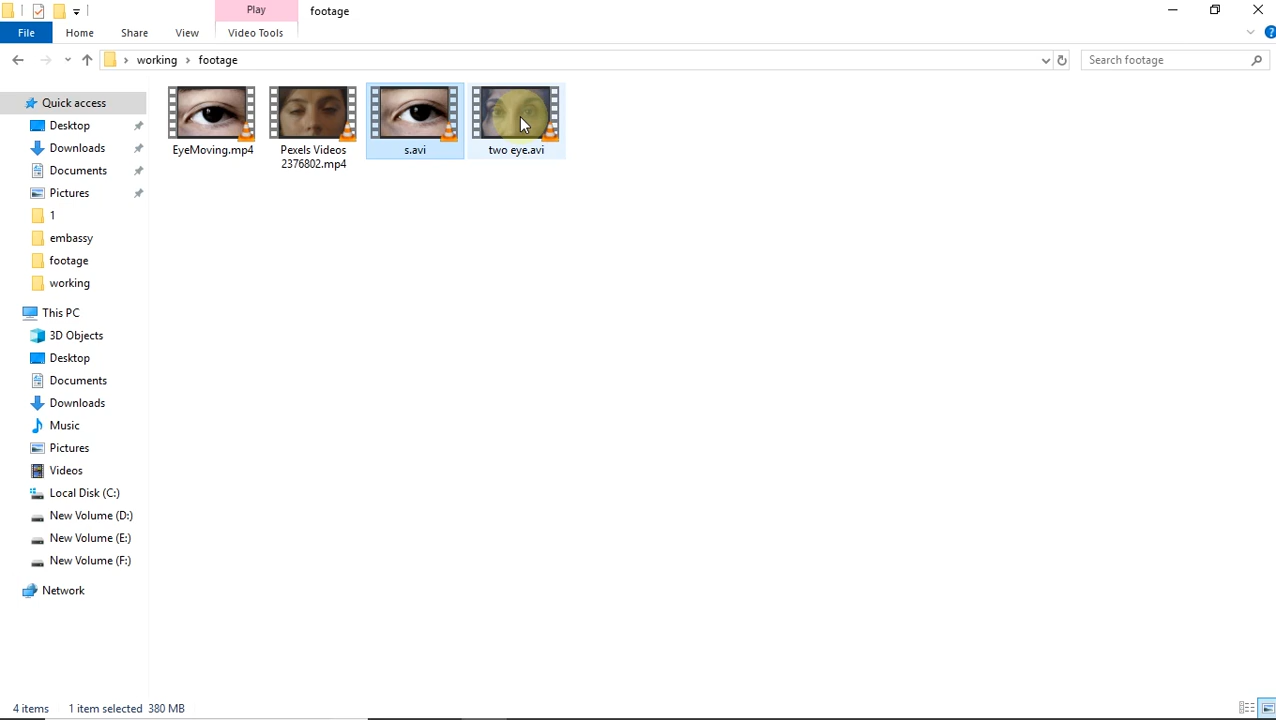 Play
footage
File
Home
Share
View
Video Tools
working
footage
Search footage
Quick access
Desktop
Downloads
Documents
Pictures
1
embassy
footage
working
This PC
3D Objects
Desktop
Documents
Downloads
Music
Pictures
Videos
Local Disk (C:)
New Volume (D:)
New Volume (E:)
New Volume (F:)
Network
EyeMoving.mp4
Pexels Videos
2376802.mp4
s.avi
two eye.avi
4 items
1 item selected 380 MB